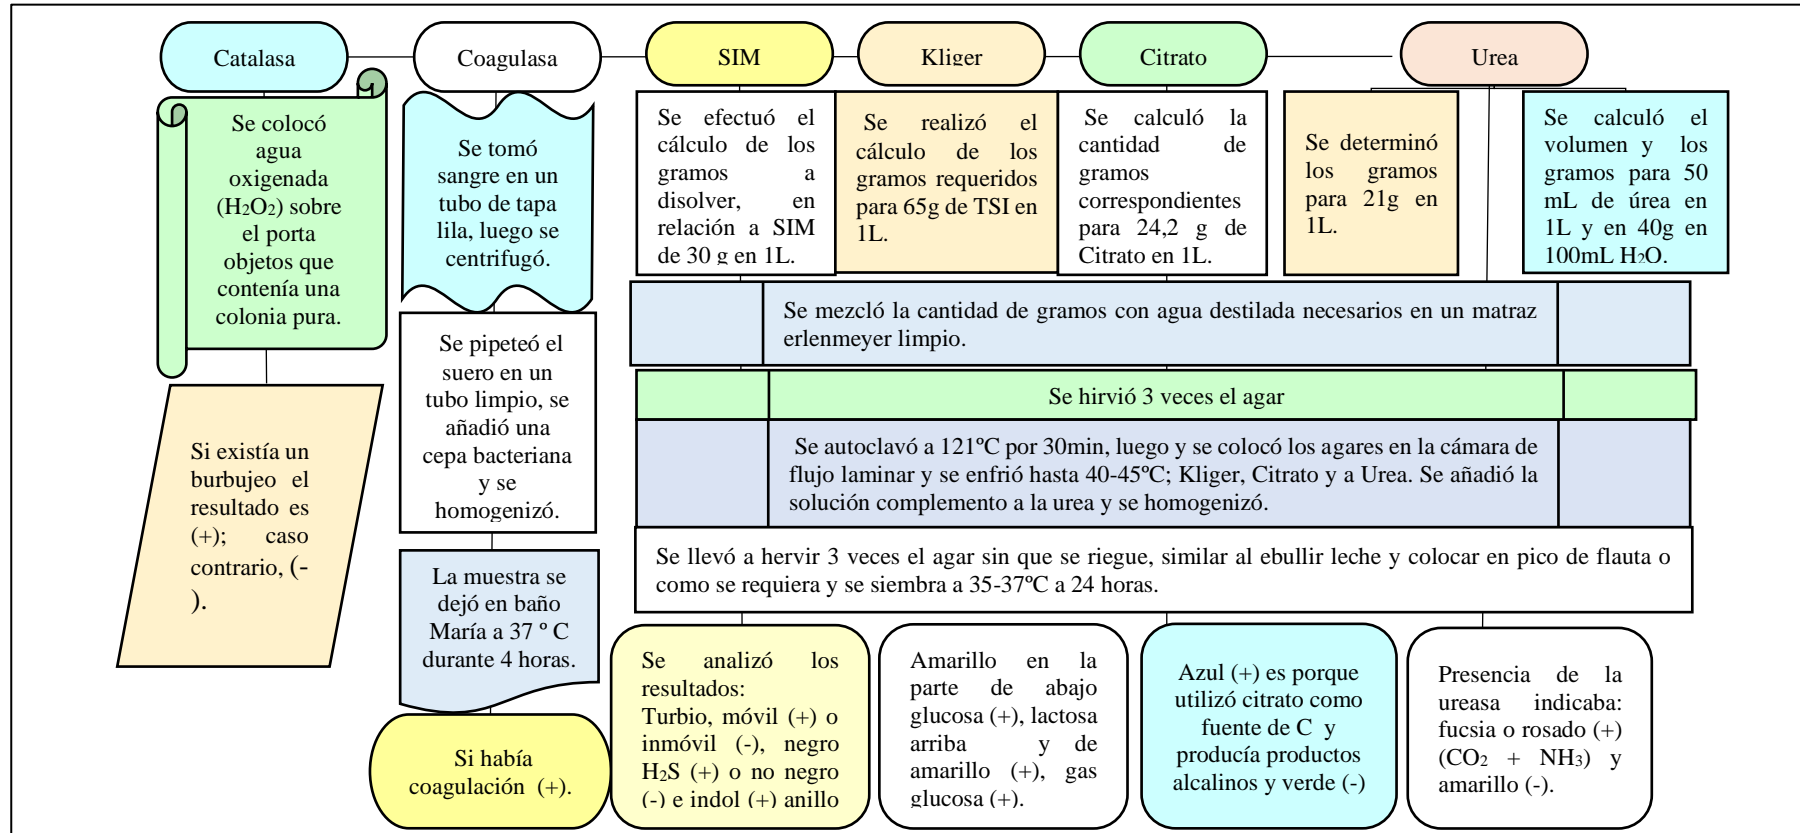 Catalasa
Coagulasa
SIM
Kliger
Citrato
Urea
Se colocó
agua
oxigenada
(H2O2) sobre
el porta
objetos que
contenía una
colonia pura.
Si existía un
burbujeo el
resultado es
(+); caso
contrario, (-
).
Se tomó
sangre en un
tubo de tapa
lila, luego se
centrifugó.
Se pipeteó el
suero en un
tubo limpio, se
añadió una
cepa bacteriana
y se
homogenizó.
La muestra se
dejó en baño
María a 37 º C
durante 4 horas.
Si había
coagulación (+).
Se efectuó el
cálculo de los
gramos a
disolver, en
relación a SIM
de 30 g en 1L.
Se realizó el
cálculo de los
gramos requeridos
para 65g de TSI en
1L.
Se calculó la
cantidad de
gramos
correspondientes
para 24,2 g de
Citrato en 1L.
Se determinó
los gramos
para 21g en
1L.
Se calculó el
volumen y los
gramos para 50
mL de úrea en
1L y en 40g en
100mL H2O.
Se mezcló la cantidad de gramos con agua destilada necesarios en un matraz
erlenmeyer limpio.
Se hirvió 3 veces el agar
Se autoclavó a 121ºC por 30min, luego y se colocó los agares en la cámara de
flujo laminar y se enfrió hasta 40-45ºC; Kliger, Citrato y a Urea. Se añadió la
solución complemento a la urea y se homogenizó.
Se llevó a hervir 3 veces el agar sin que se riegue, similar al ebullir leche y colocar en pico de flauta o
como se requiera y se siembra a 35-37ºC a 24 horas.
Se analizó los
resultados:
Turbio, móvil (+) o
inmóvil (-), negro
H2S (+) o no negro
(-) e indol (+) anillo
Amarillo en la
parte de abajo
glucosa (+), lactosa
arriba y de
amarillo (+), gas
glucosa (+).
Azul (+) es porque
utilizó citrato como
fuente de C y
producía productos
alcalinos y verde (-)
Presencia de la
ureasa indicaba:
fucsia o rosado (+)
(CO2 + NH3) y
amarillo (-).